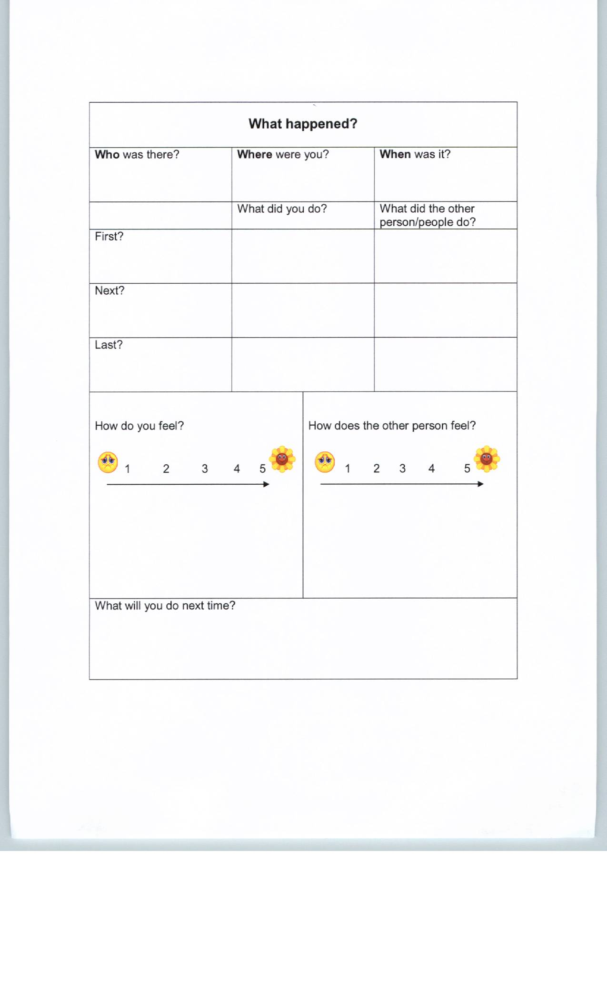 What happened?
Who was there?
Where were you?
When was it?
What did you do?
What did the other
person/people do?
First?
Next?
Last?
How do you feel?
1 2 3 4 5
How does the other person feel?
1 2 3 4 5
What will you do next time?